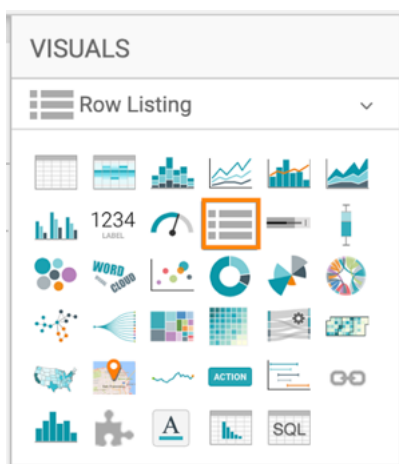 VISUALS
Row Listing
1234
LABEL
WORD
CLOUD
ACTION
A
SQL